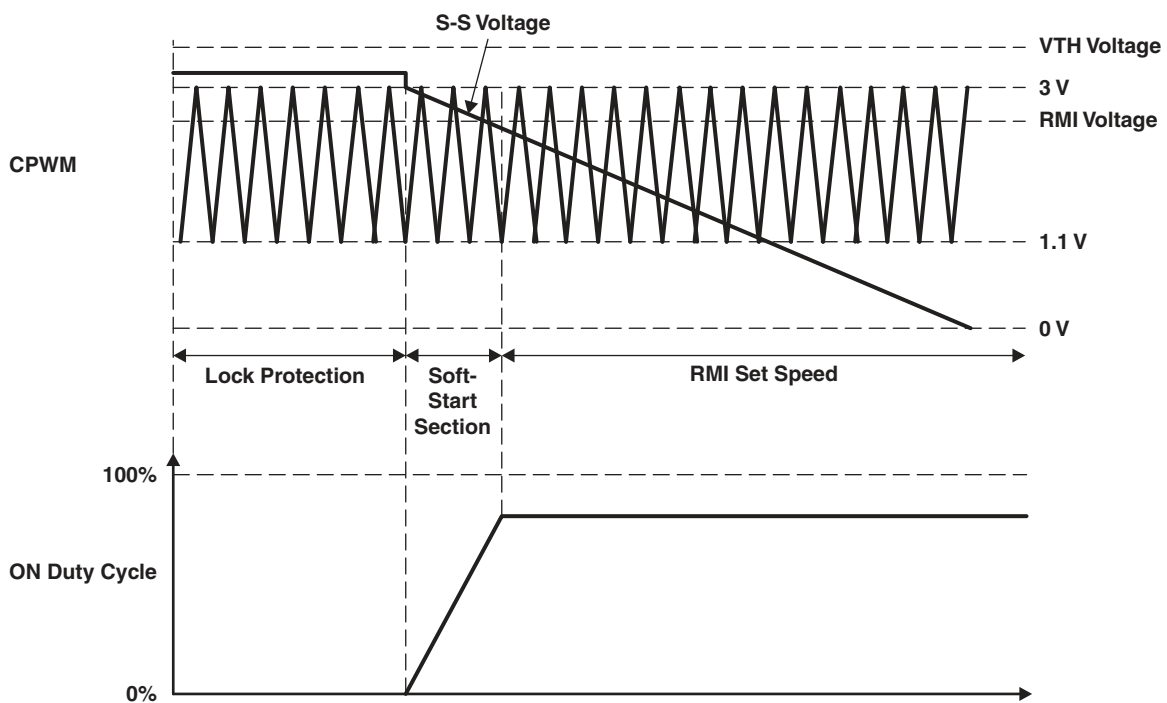 S-S Voltage
VTH Voltage
3 V
RMI Voltage
CPWM
1.1 V
0 V
Lock Protection
Soft-
Start
Section
RMI Set Speed
100%
ON Duty Cycle
0%